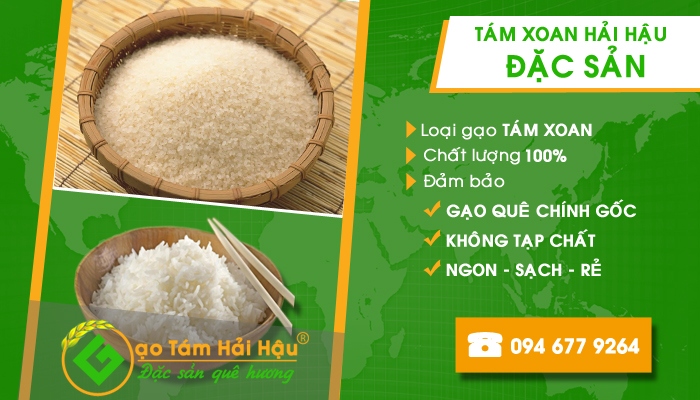 TÁM XOAN HẢI HẬU
ĐẶC SẢN
Loại gạo TÁM XOAN
Chất lượng 100%
Đảm bảo
GẠO QUÊ CHÍNH GỐC
KHÔNG TẠP CHẤT
NGON - SẠCH - RẺ
094 677 9264
Gạo Tám Hải Hậu®
Đặc sản quê hương